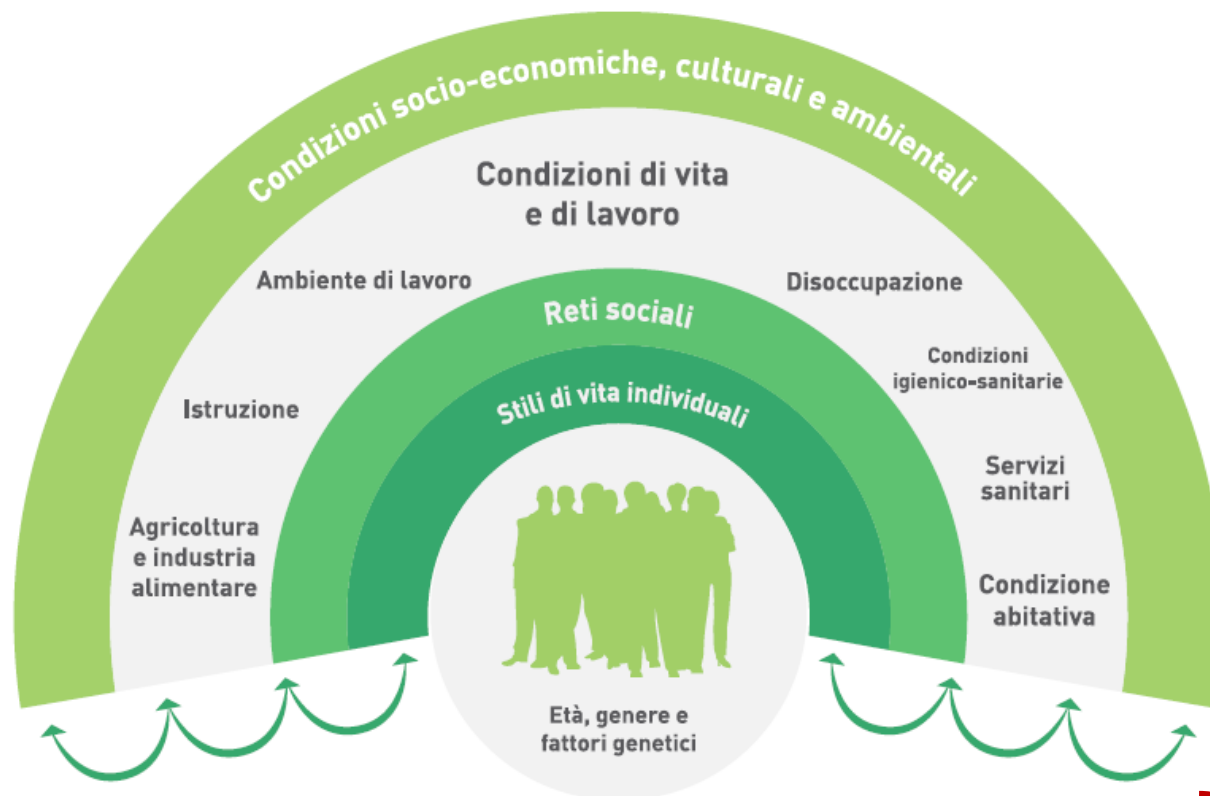 Condizioni socio-economiche, culturali e ambientali
Condizioni di vita
e di lavoro
Ambiente di lavoro
Disoccupazione
Reti sociali
Condizioni
igienico-sanitarie
Stili di vita individuali
Istruzione
Servizi
sanitari
Agricoltura
e industria
alimentare
Condizione
abitativa
Età, genere e
fattori genetici